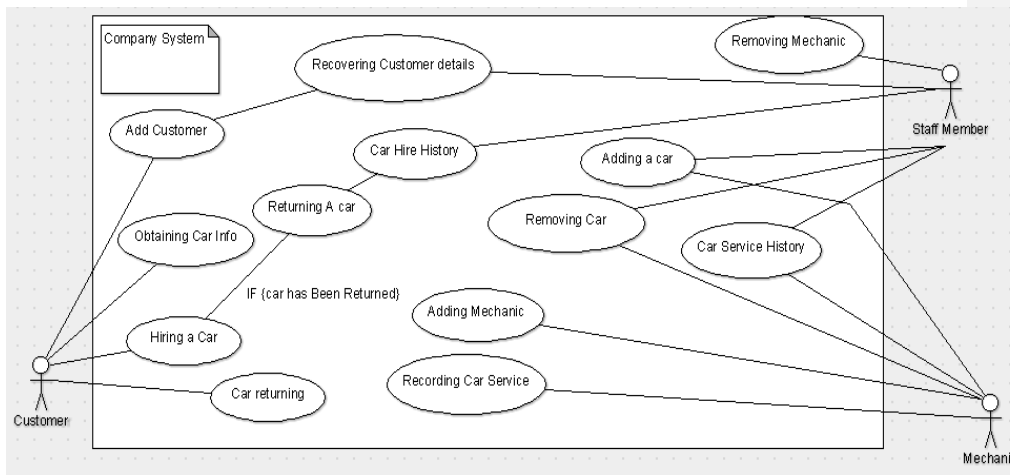 Company System
Removing Mechanic
Recovering Customer details
Add Customer
Staff Member
Car Hire History
Adding a car
Returning A car
Removing Car
Obtaining Car Info
Car Service History
IF {car has Been Returned}
Adding Mechanic
Hiring a Car
Recording Car Service
Car returning
Customer
Mechani